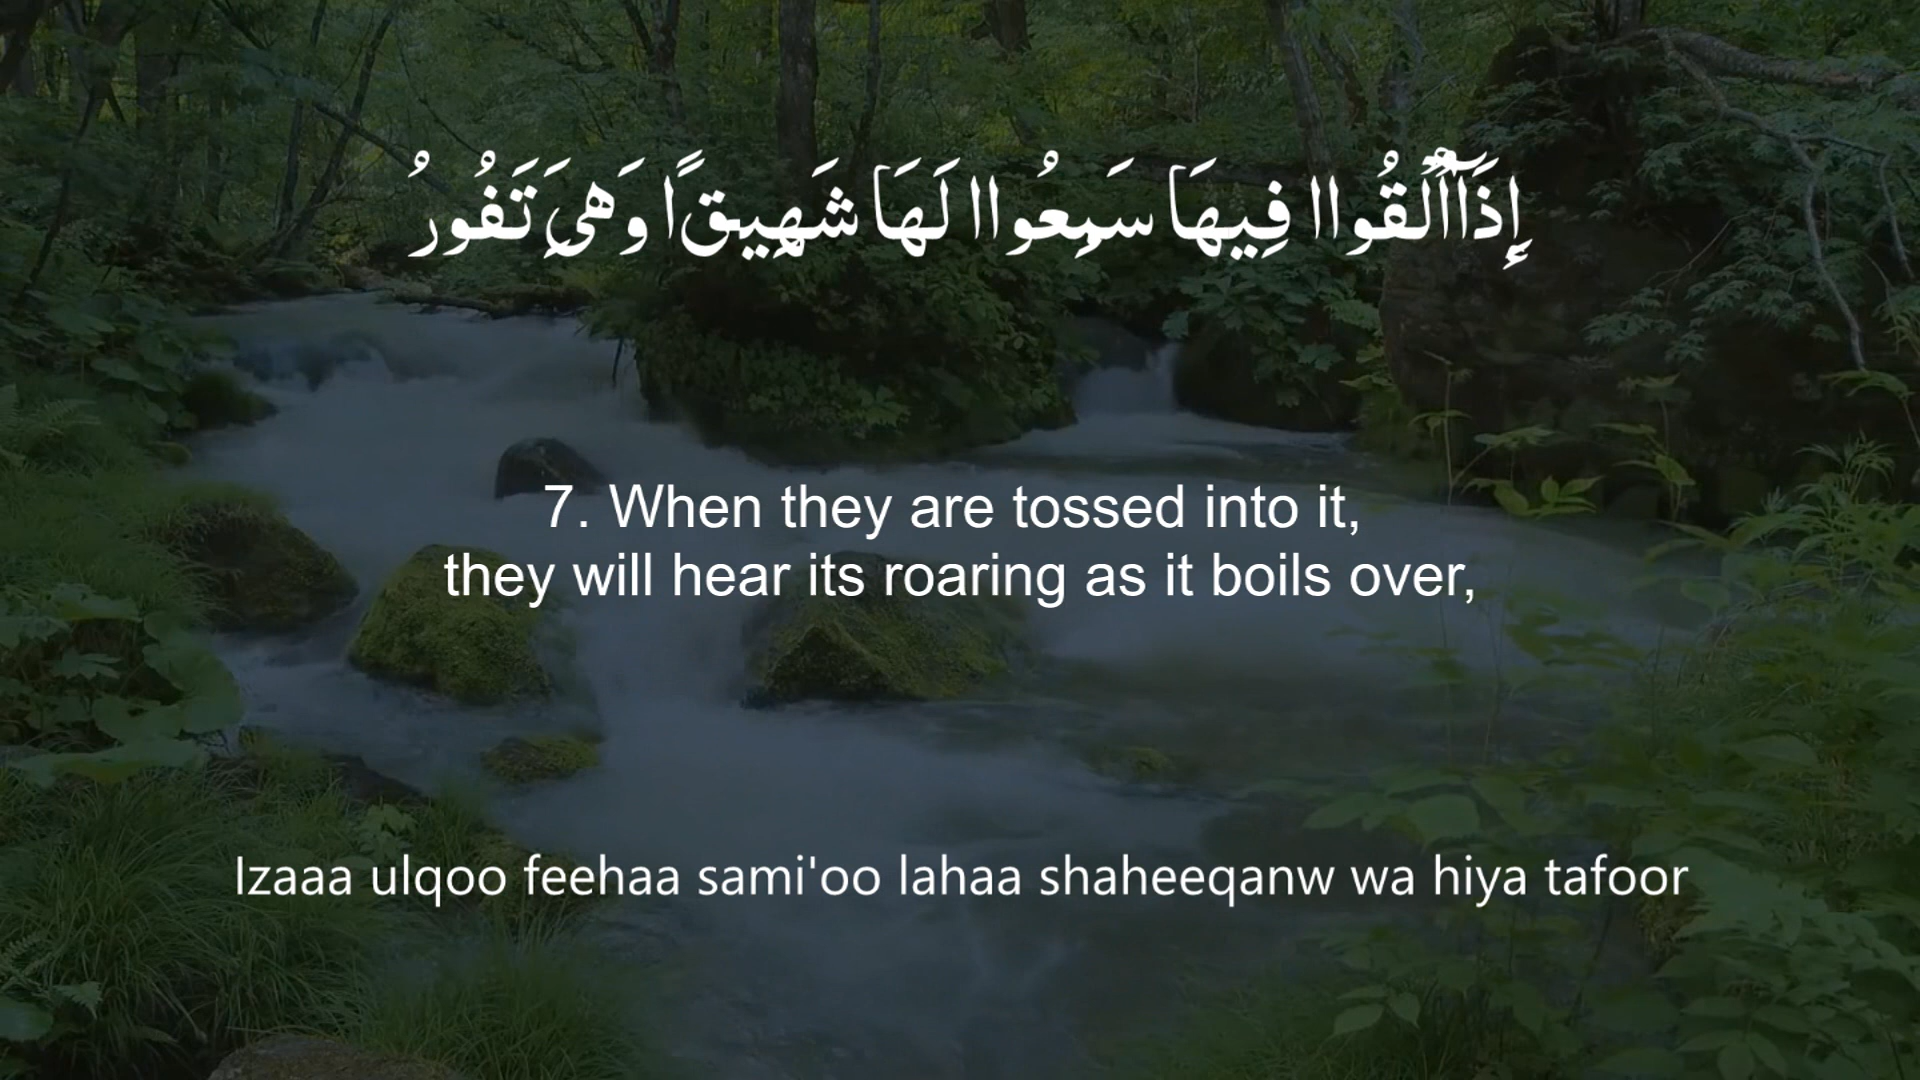 إِذَآ أُلْقُوا۟ فِيهَا سَمِعُوا۟ لَهَا شَهِيقًا وَهِىَ تَفُورُ
7. When they are tossed into it,
they will hear its roaring as it boils over,
Izaaa ulqoo feehaa sami'oo lahaa shaheeqanw wa hiya tafoor